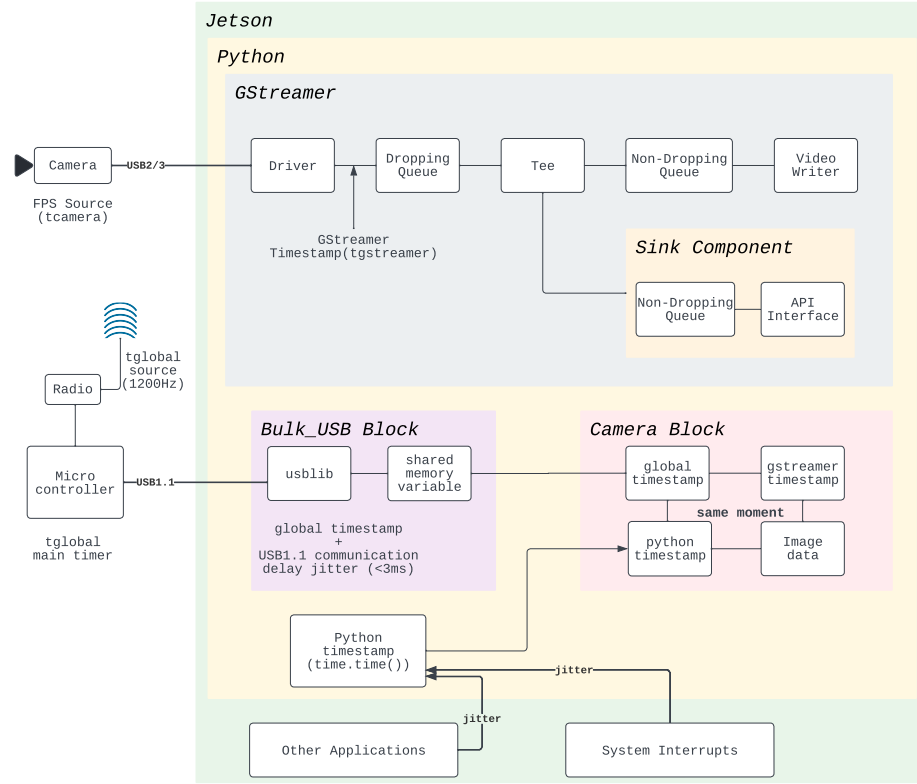 Jetson
Python
GStreamer
Camera
USB2/3
Driver
Dropping
Queue
Tee
Non-Dropping
Queue
Video
Writer
FPS Source
(tcamera)
GStreamer
Timestamp(tgstreamer)
Sink Component
Non-Dropping
Queue
API
Interface
tglobal
source
(1200Hz)
Radio
Micro
controller
USB1.1
tglobal
main timer
Bulk_USB Block
usblib
shared
memory
variable
global timestamp
+
USB1.1 communication
delay jitter (<3ms)
Camera Block
global
timestamp
gstreamer
timestamp
same moment
python
timestamp
Image
data
Python
timestamp
(time.time())
jitter
jitter
Other Applications
System Interrupts